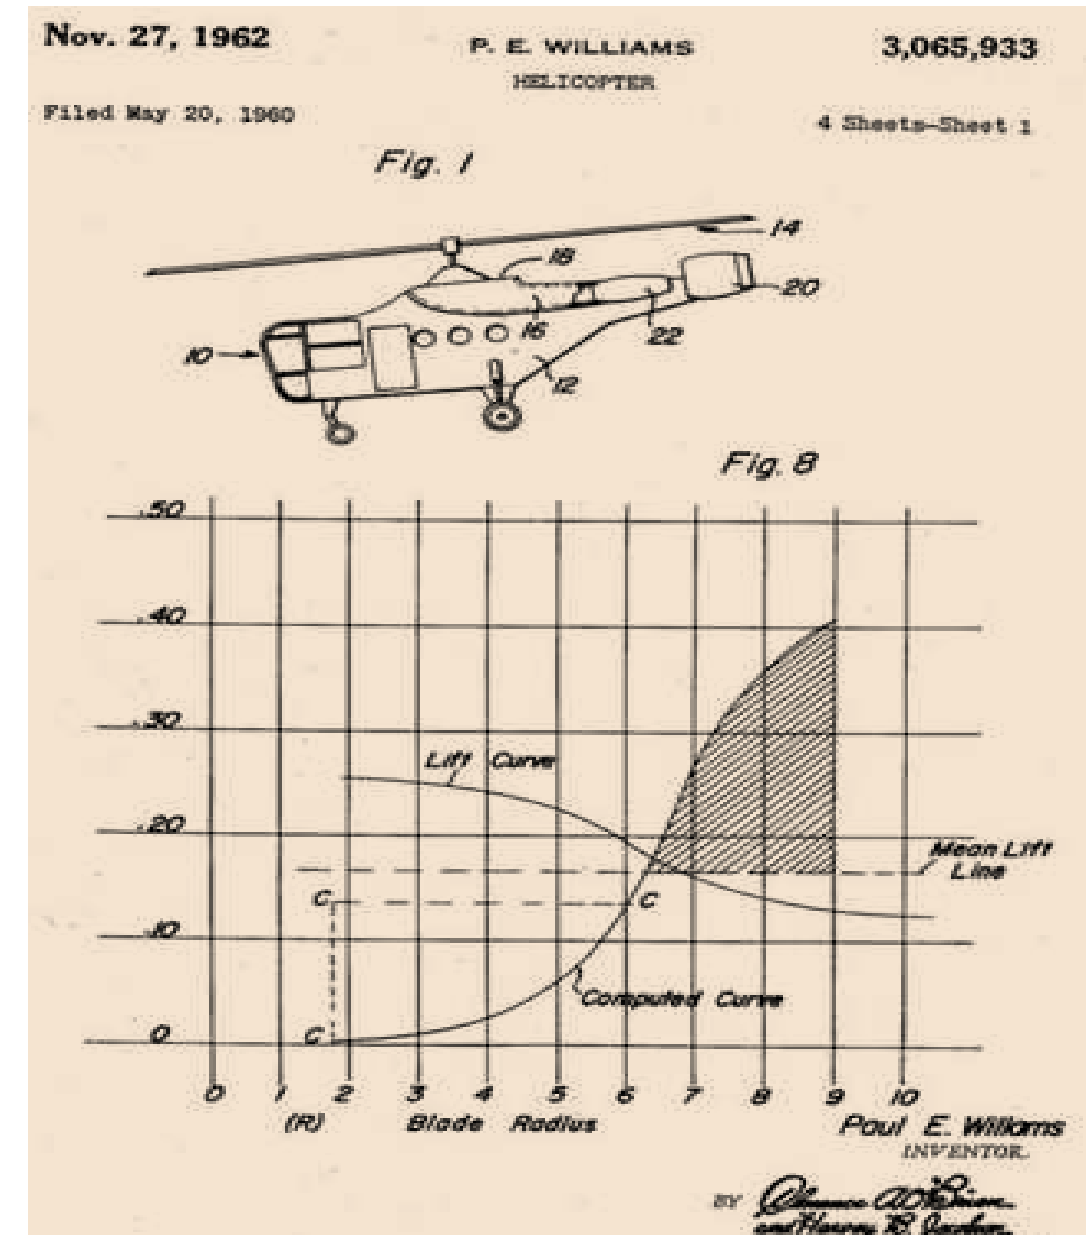 Nov. 27, 1962
P. E. WILLIAMS
3,065,933
HELICOPTER
Filed May 20, 1960
4 Sheets-Sheet 1
Fig. 1
14
18
20
16
22
10
12
Fig. 8
.50
.40
.30
Lift Curve
.20
Mean Lift
Line
C
C
.10
Computed Curve
0
C
0 1 2 3 4 5 6 7 8 9 10
(R) Blade Radius
Paul E. Williams
INVENTOR.
BY